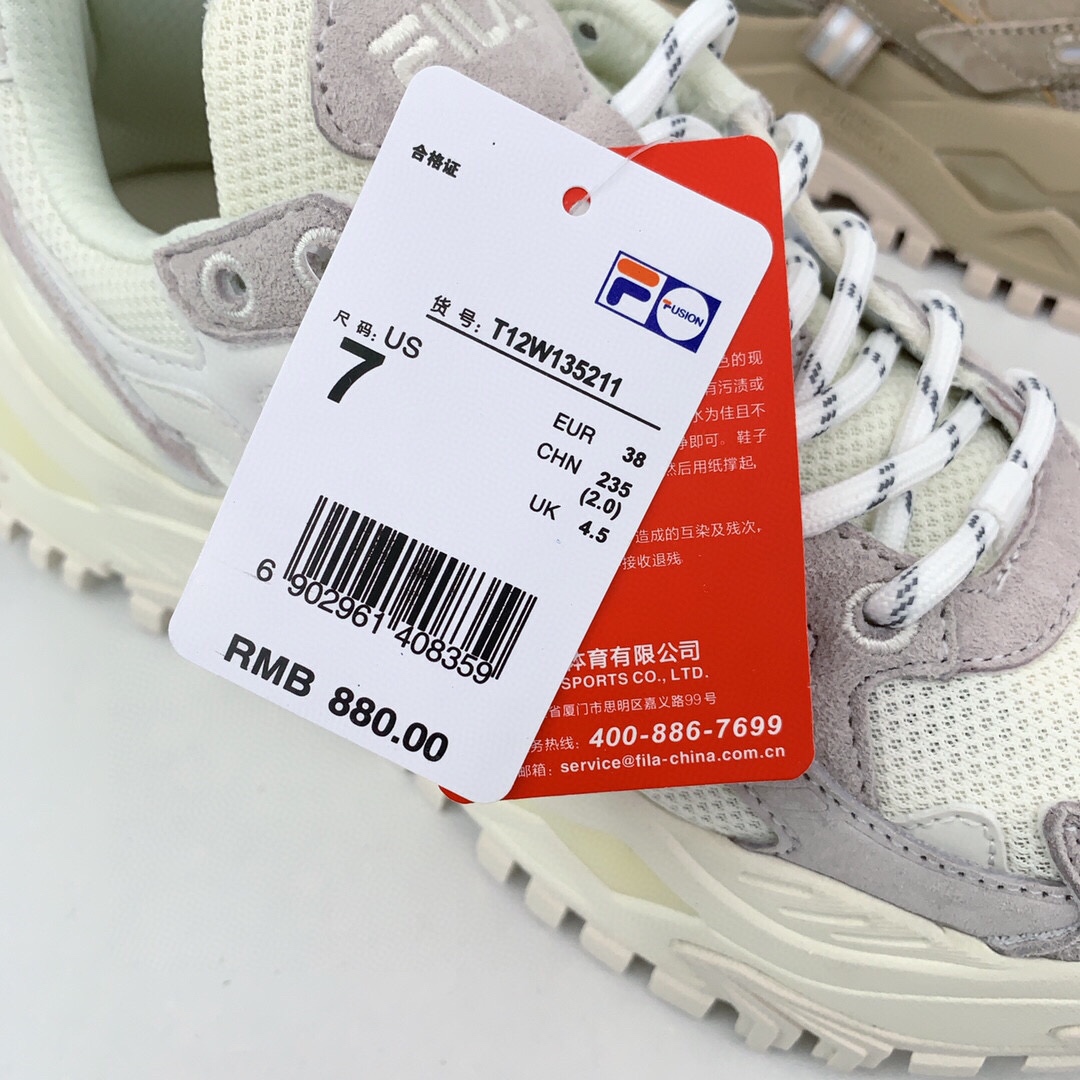 FILA
合格证
F FUSION
货 号: T12W135211
尺 码: US
7
EUR 38
CHN 235
(2.0)
UK 4.5
6 902961 408359
RMB 880.00
色的现
有污渍或
水为佳且不
净即可。鞋子
然后用纸撑起,
造成的互染及残次,
接收退残.
体育有限公司
SPORTS CO., LTD.
省厦门市思明区嘉义路99号
务热线: 400-886-7699
邮箱: service@fila-china.com.cn